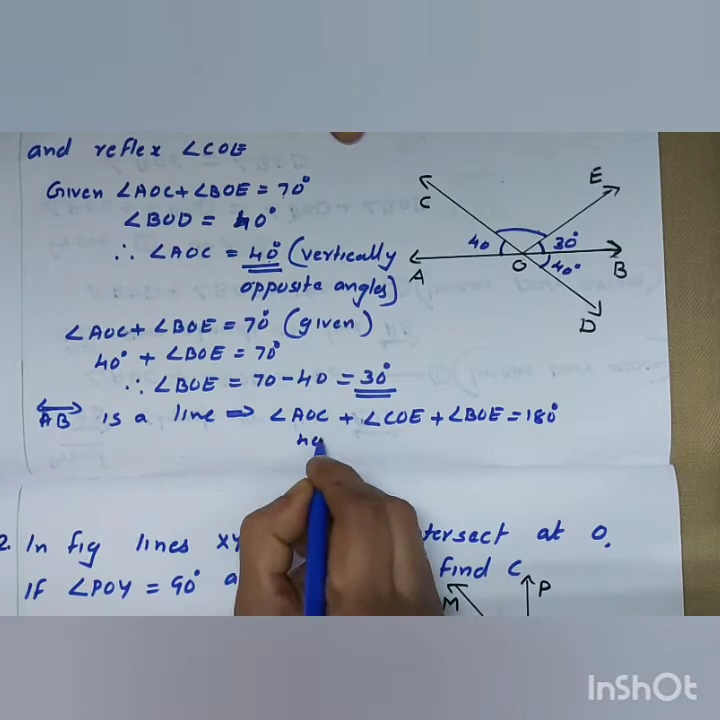 and reflex ∠COE
Given ∠AOC + ∠BOE = 70°
∠BOD = 40°
∴ ∠AOC = 40° (vertically
opposite angles)
∠AOC + ∠BOE = 70° (given)
40° + ∠BOE = 70°
∴ ∠BOE = 70 - 40 = 30°
AB is a line ⇒ ∠AOC + ∠COE + ∠BOE = 180°
C
E
40
30°
A
O
40°
B
D
2. In fig lines XY tersect at O.
If ∠POY = 90° a find C
M
P
InShOt